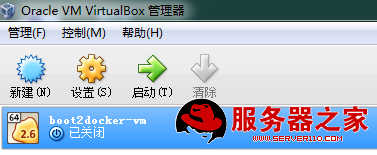 Oracle VM VirtualBox 管理器
管理(F) 控制(M) 帮助(H)
新建(N) 设置(S) 启动(T) 清除
64
2.6
boot2docker-vm
已关闭
服务器之家
WWW.SERVER110.COM